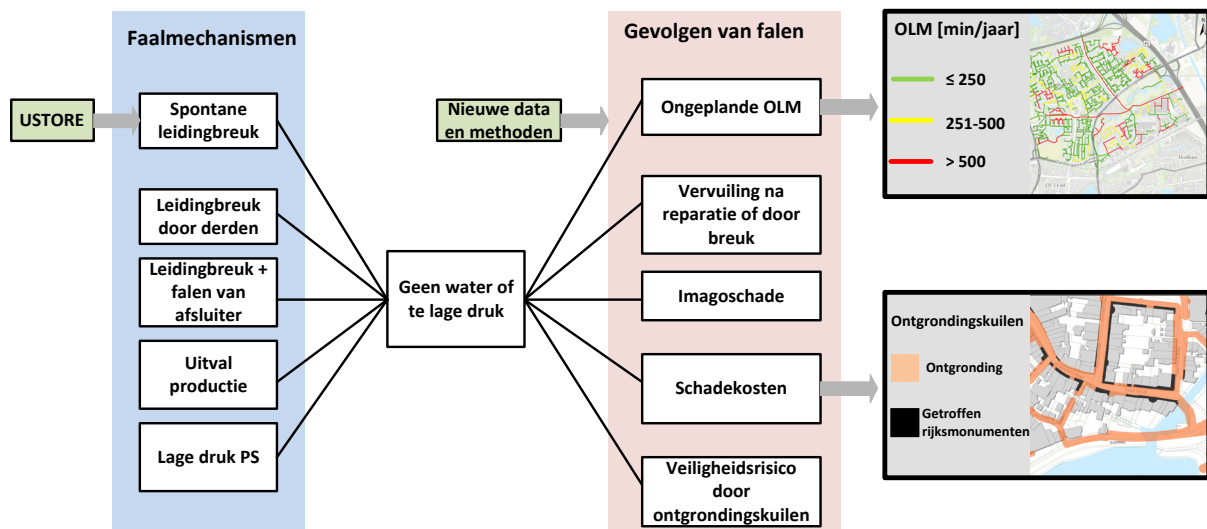 Faalmechanismen
USTORE
Spontane
leidingbreuk
Leidingbreuk
door derden
Leidingbreuk +
falen van
afsluiter
Uitval
productie
Lage druk PS
Geen water of
te lage druk
Nieuwe data
en methoden
Gevolgen van falen
Ongeplande OLM
Vervuiling na
reparatie of door
breuk
Imagoschade
Schadekosten
Veiligheidsrisico
door
ontgrondingskuilen
OLM [min/jaar]
≤ 250
251-500
> 500
Ontgrondingskuilen
Ontgronding
Getroffen
rijksmonumenten